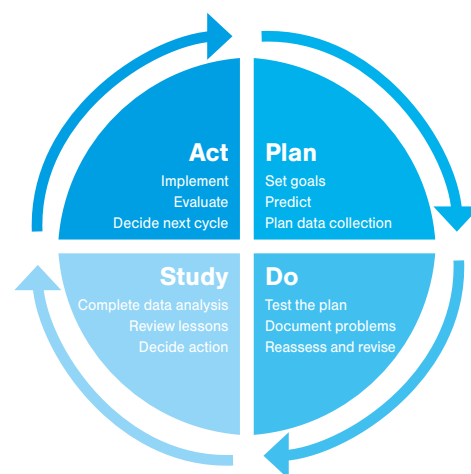 Act
Implement
Evaluate
Decide next cycle
Plan
Set goals
Predict
Plan data collection
Study
Complete data analysis
Review lessons
Decide action
Do
Test the plan
Document problems
Reassess and revise